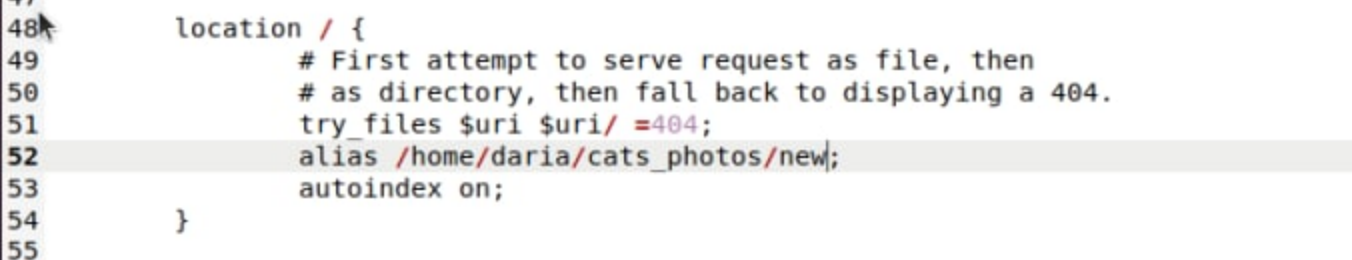 47
48 location / {
49 # First attempt to serve request as file, then
50 # as directory, then fall back to displaying a 404.
51 try_files $uri $uri/ =404;
52 alias /home/daria/cats_photos/new;
53 autoindex on;
54 }
55